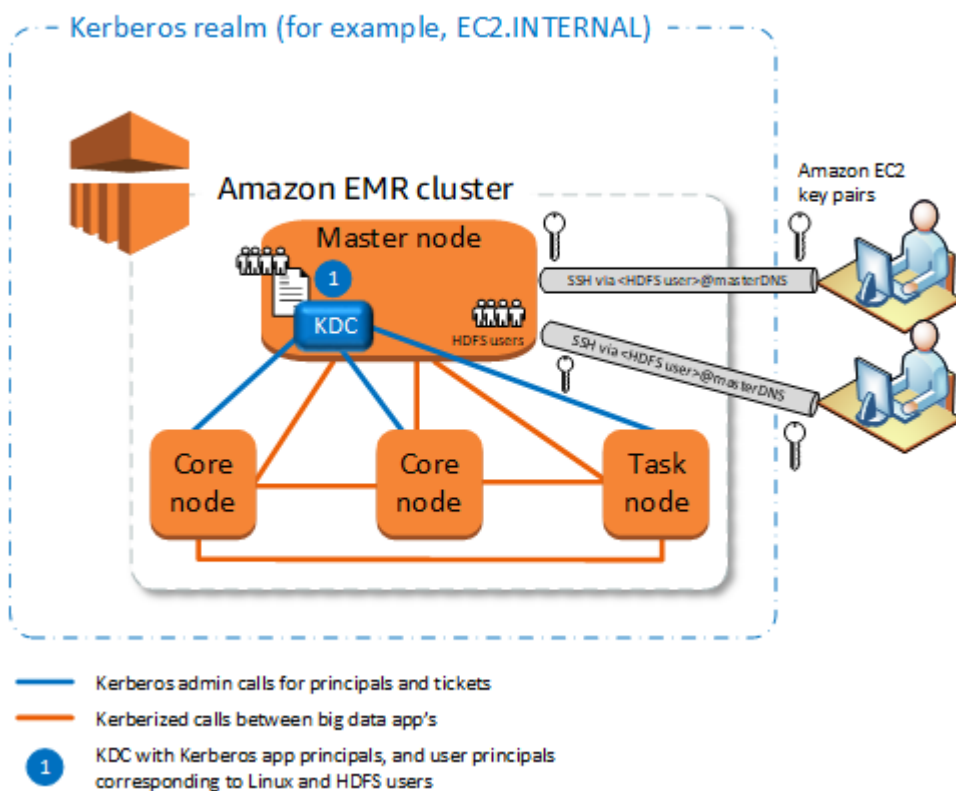 Kerberos realm (for example, EC2.INTERNAL)
Amazon EMR cluster
Amazon EC2
key pairs
Master node
1
KDC
HDFS users
SSH via <HDFS user>@masterDNS
SSH via <HDFS user>@masterDNS
Core
node
Core
node
Task
node
Kerberos admin calls for principals and tickets
Kerberized calls between big data app's
1
KDC with Kerberos app principals, and user principals
corresponding to Linux and HDFS users